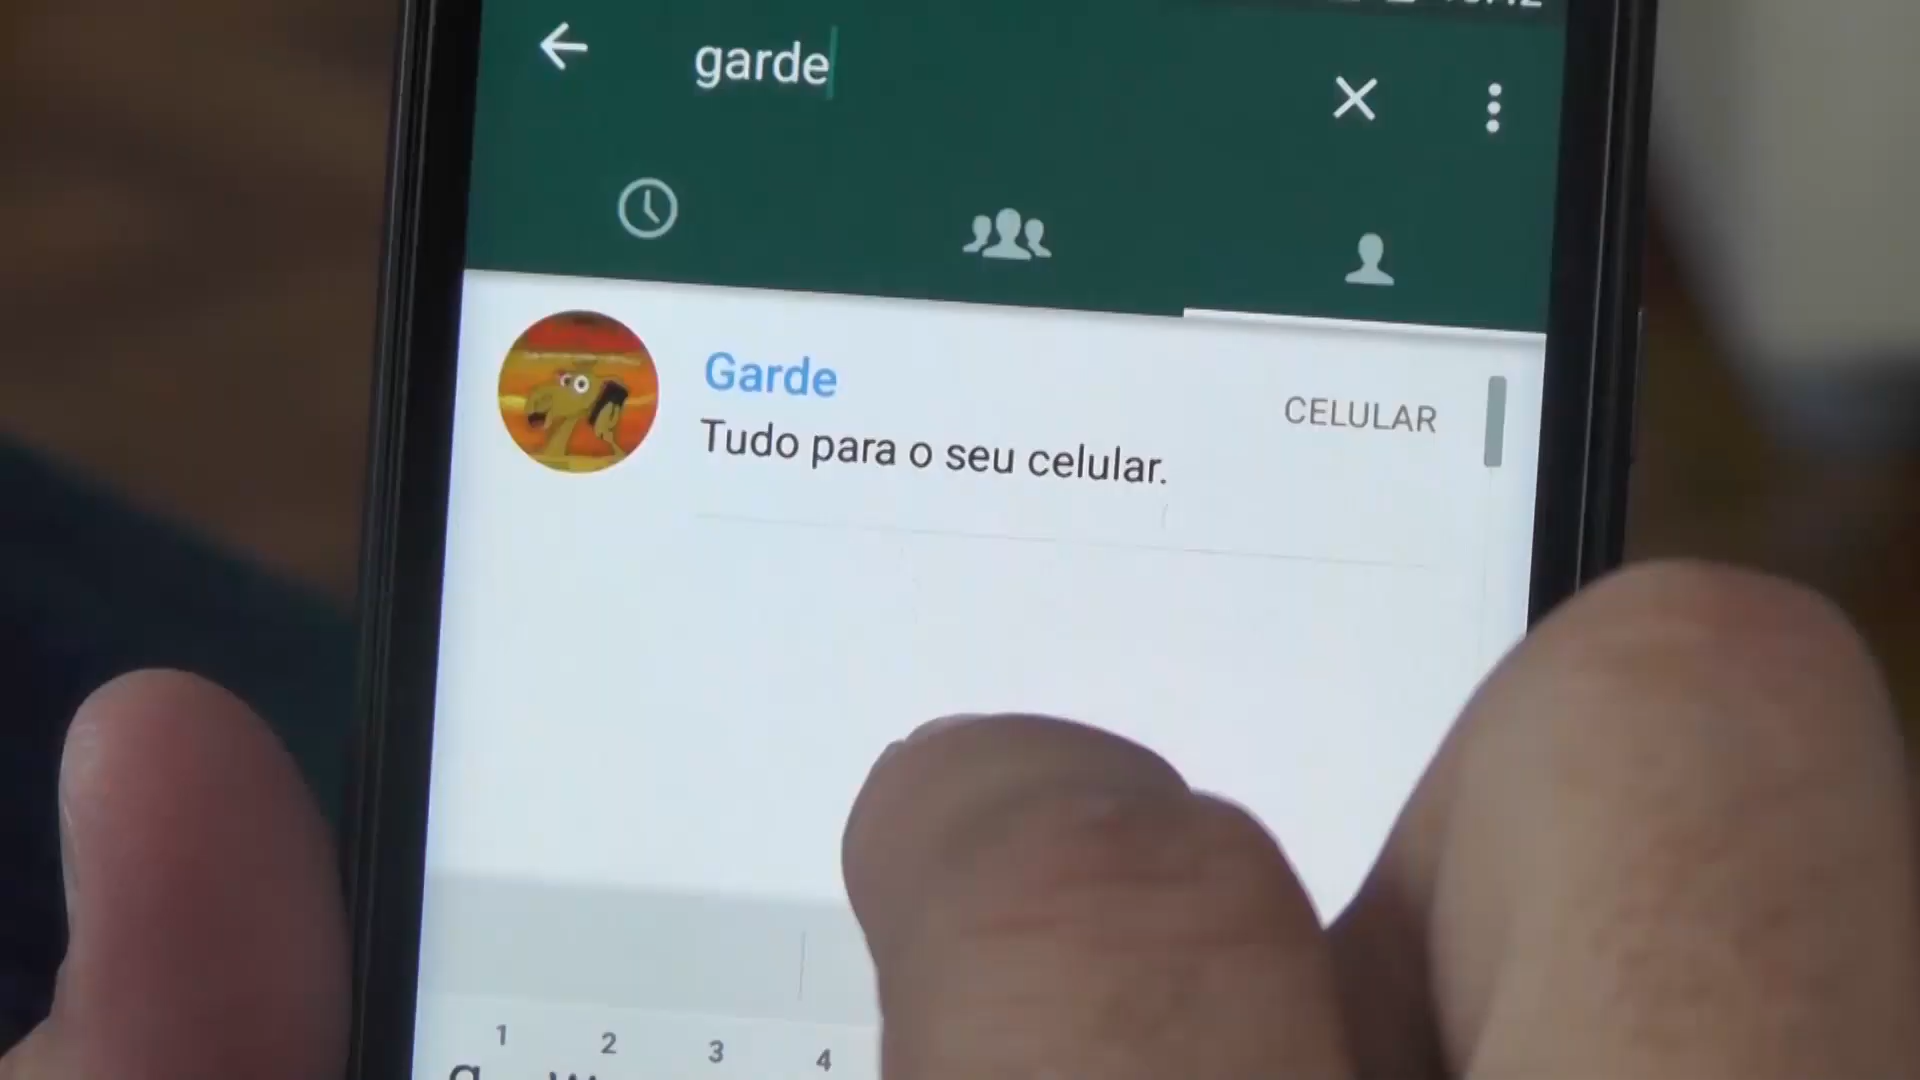 garde
Garde
CELULAR
Tudo para o seu celular.
1 2 3 4